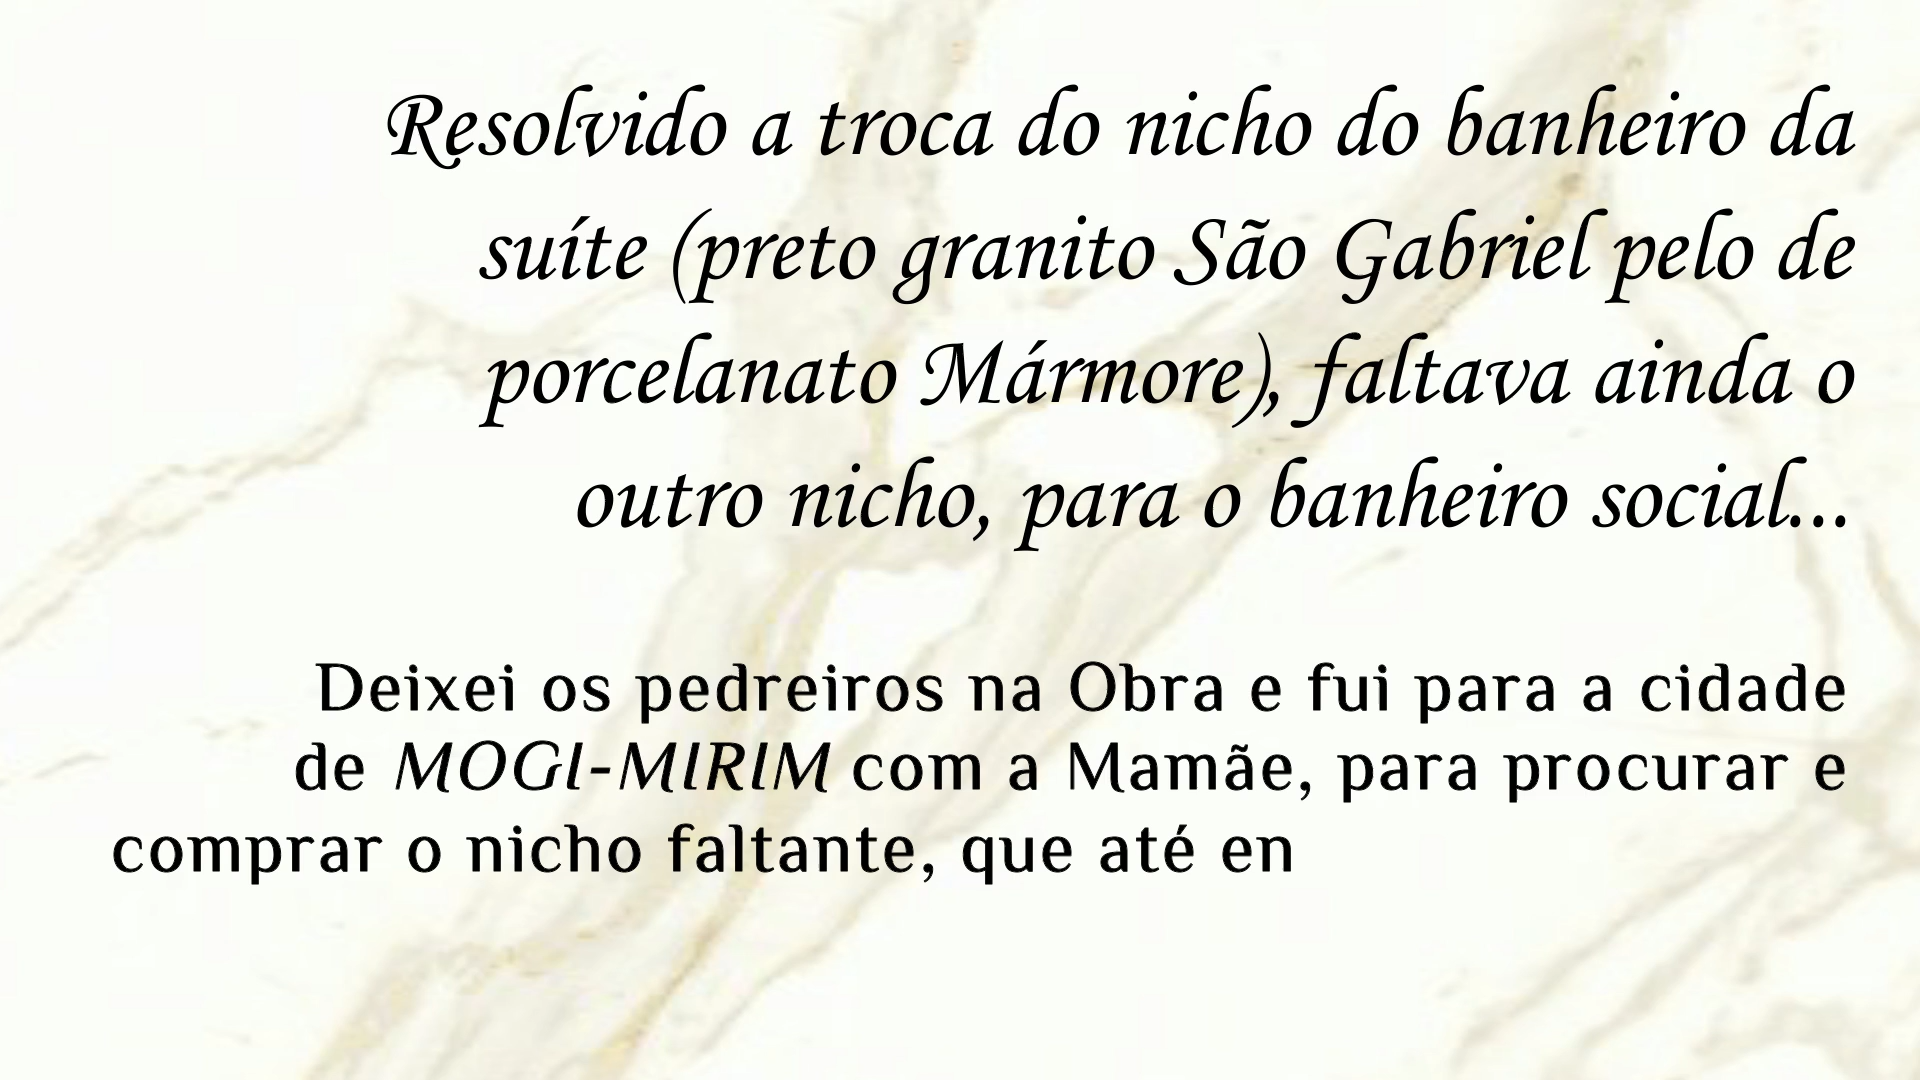 Resolvido a troca do nicho do banheiro da
suíte (preto granito São Gabriel pelo de
porcelanato Mármore), faltava ainda o
outro nicho, para o banheiro social...
Deixei os pedreiros na Obra e fui para a cidade
de MOGI-MIRIM com a Mamãe, para procurar e
comprar o nicho faltante, que até en